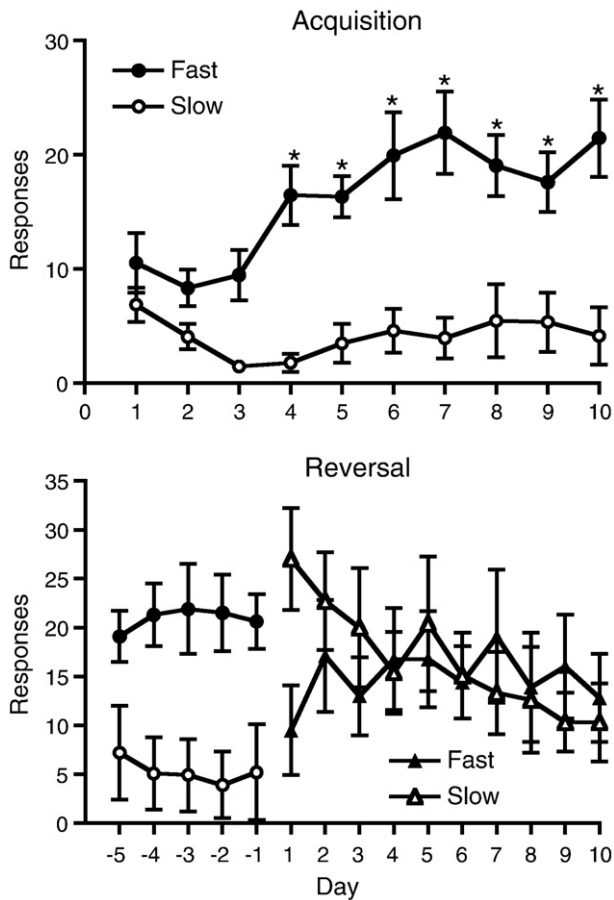 Acquisition
30
Fast
Slow
* * * * * * *
20
Responses
10
0
0 1 2 3 4 5 6 7 8 9 10
Reversal
35
30
25
20
Responses
15
10
Fast
5
Slow
0
-5 -4 -3 -2 -1 1 2 3 4 5 6 7 8 9 10
Day